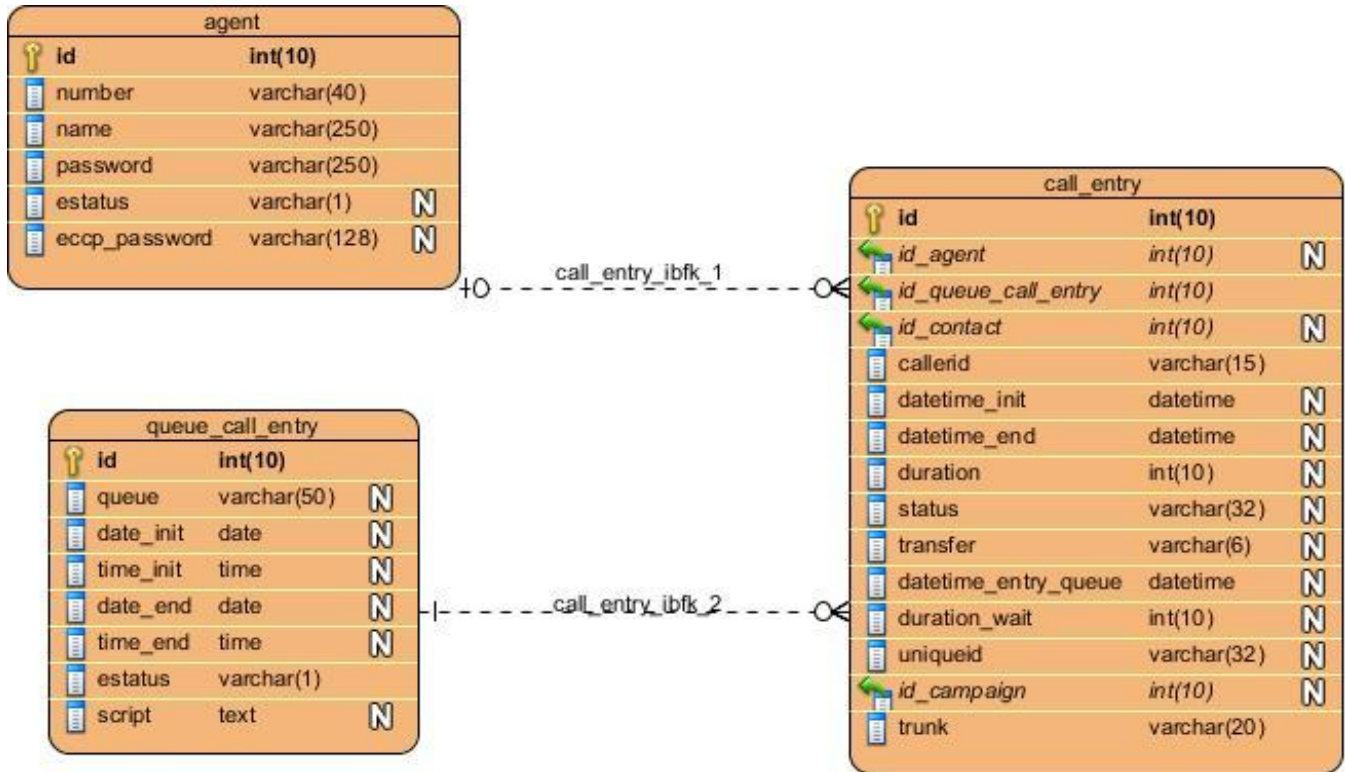 agent
id int(10)
number varchar(40)
name varchar(250)
password varchar(250)
estatus varchar(1) N
eccp_password varchar(128) N
call_entry_ibfk_1
queue_call_entry
id int(10)
queue varchar(50) N
date_init date N
time_init time N
date_end date N
time_end time N
estatus varchar(1)
script text N
call_entry_ibfk_2
call_entry
id int(10)
id_agent int(10) N
id_queue_call_entry int(10)
id_contact int(10) N
callerid varchar(15)
datetime_init datetime N
datetime_end datetime N
duration int(10) N
status varchar(32) N
transfer varchar(6) N
datetime_entry_queue datetime N
duration_wait int(10) N
uniqueid varchar(32) N
id_campaign int(10) N
trunk varchar(20)